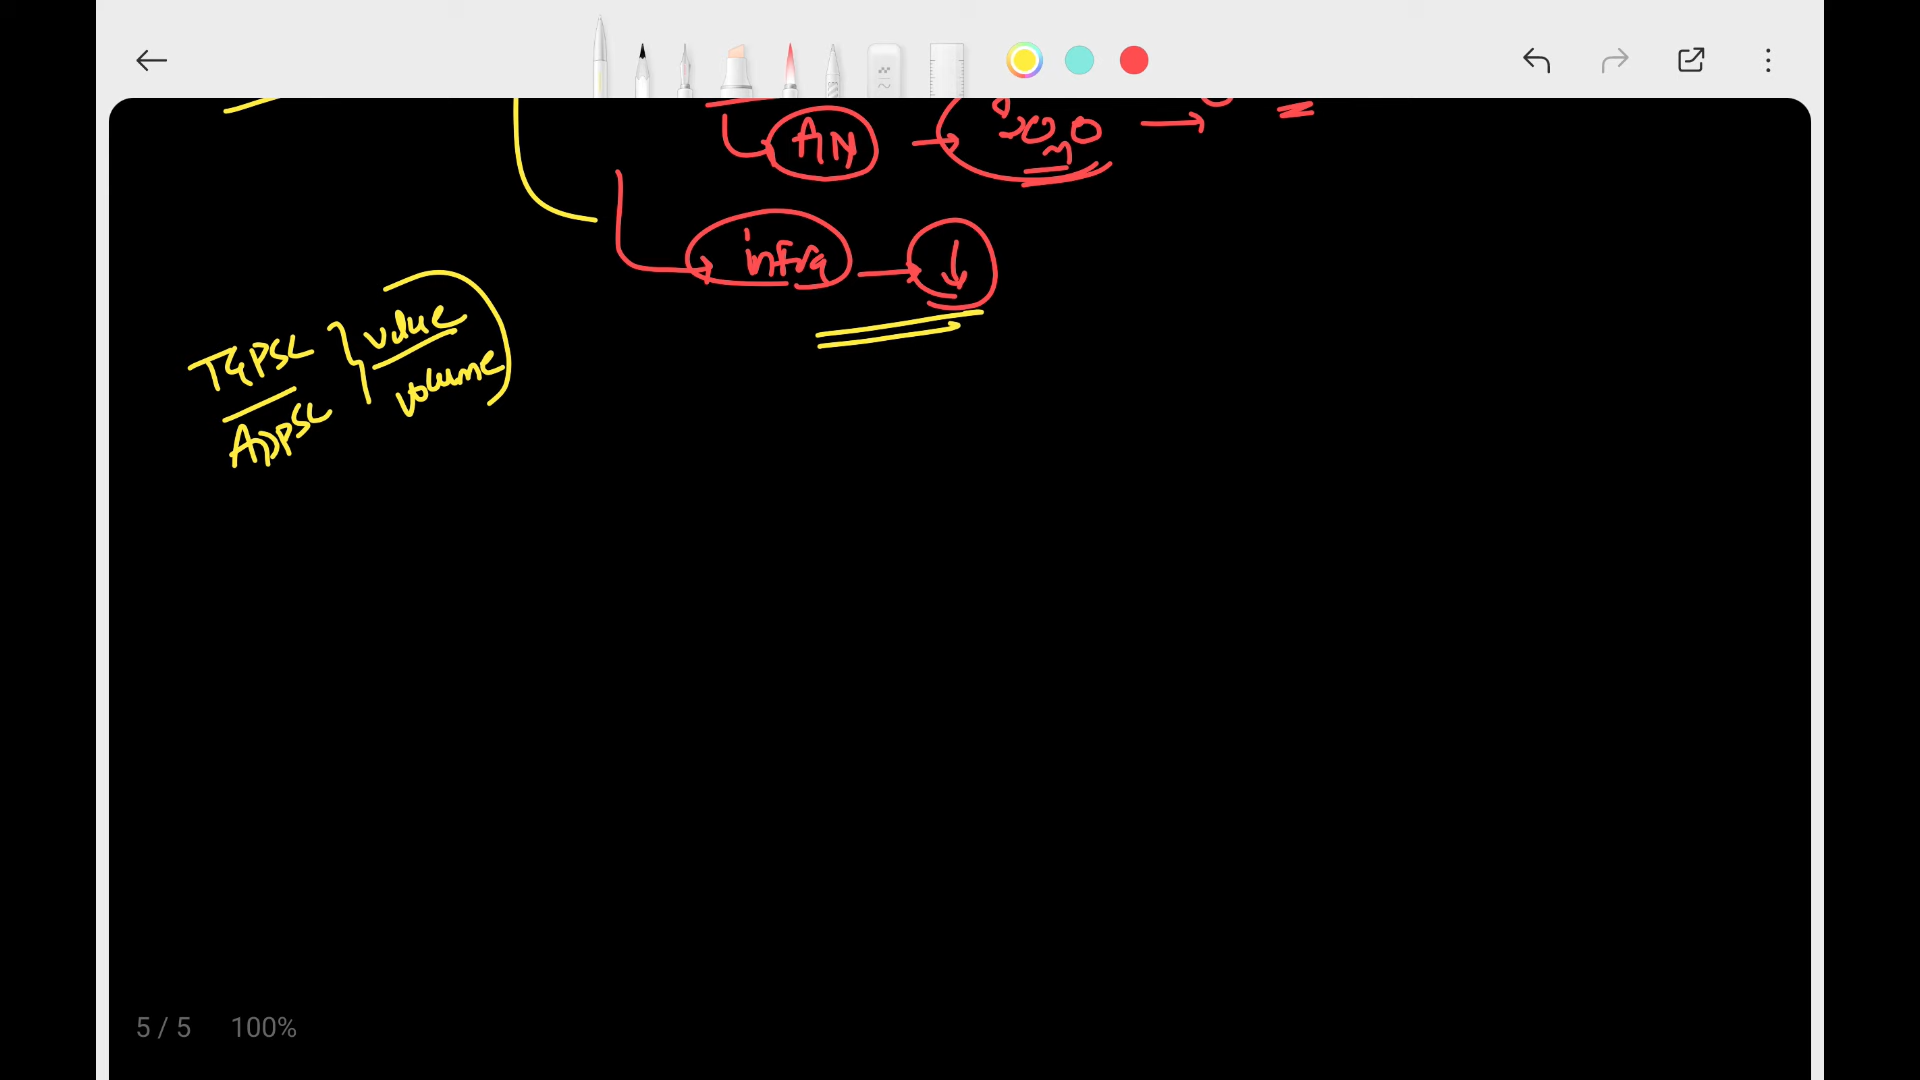 AN →
infra → ↓
TGPSC } value
APPSC volume
5 / 5 100%